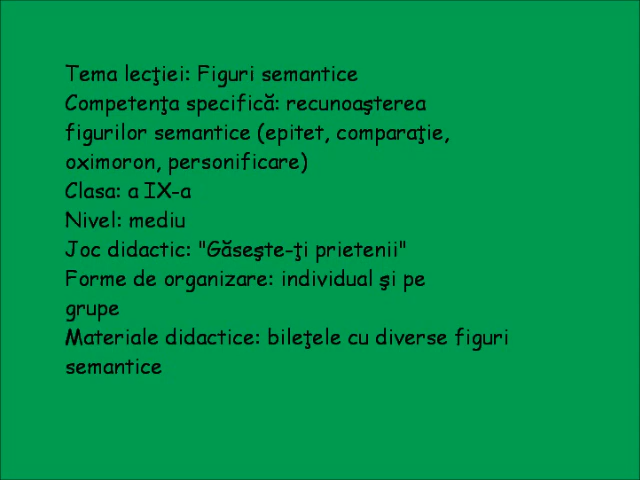 Tema lecţiei: Figuri semantice
Competenţa specifică: recunoaşterea
figurilor semantice (epitet, comparaţie,
oximoron, personificare)
Clasa: a IX-a
Nivel: mediu
Joc didactic: "Găseşte-ţi prietenii"
Forme de organizare: individual şi pe
grupe
Materiale didactice: bileţele cu diverse figuri
semantice